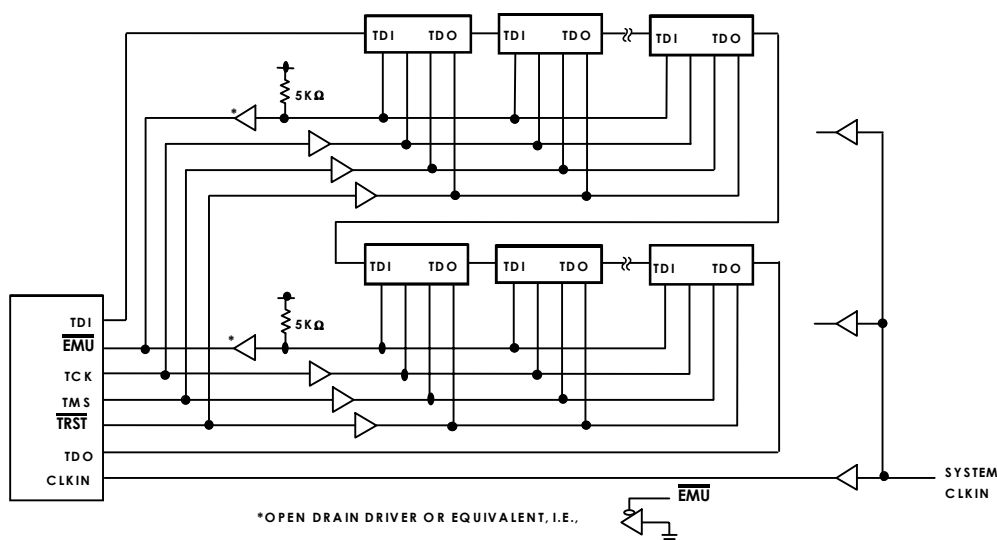 TDI TDO TDI TDO TDI TDO
5KΩ
*
TDI TDO TDI TDO TDI TDO
5KΩ
*
TDI
EMU
TCK
TMS
TRST
TDO
CLKIN
SYSTEM
CLKIN
EMU
*OPEN DRAIN DRIVER OR EQUIVALENT, I.E.,